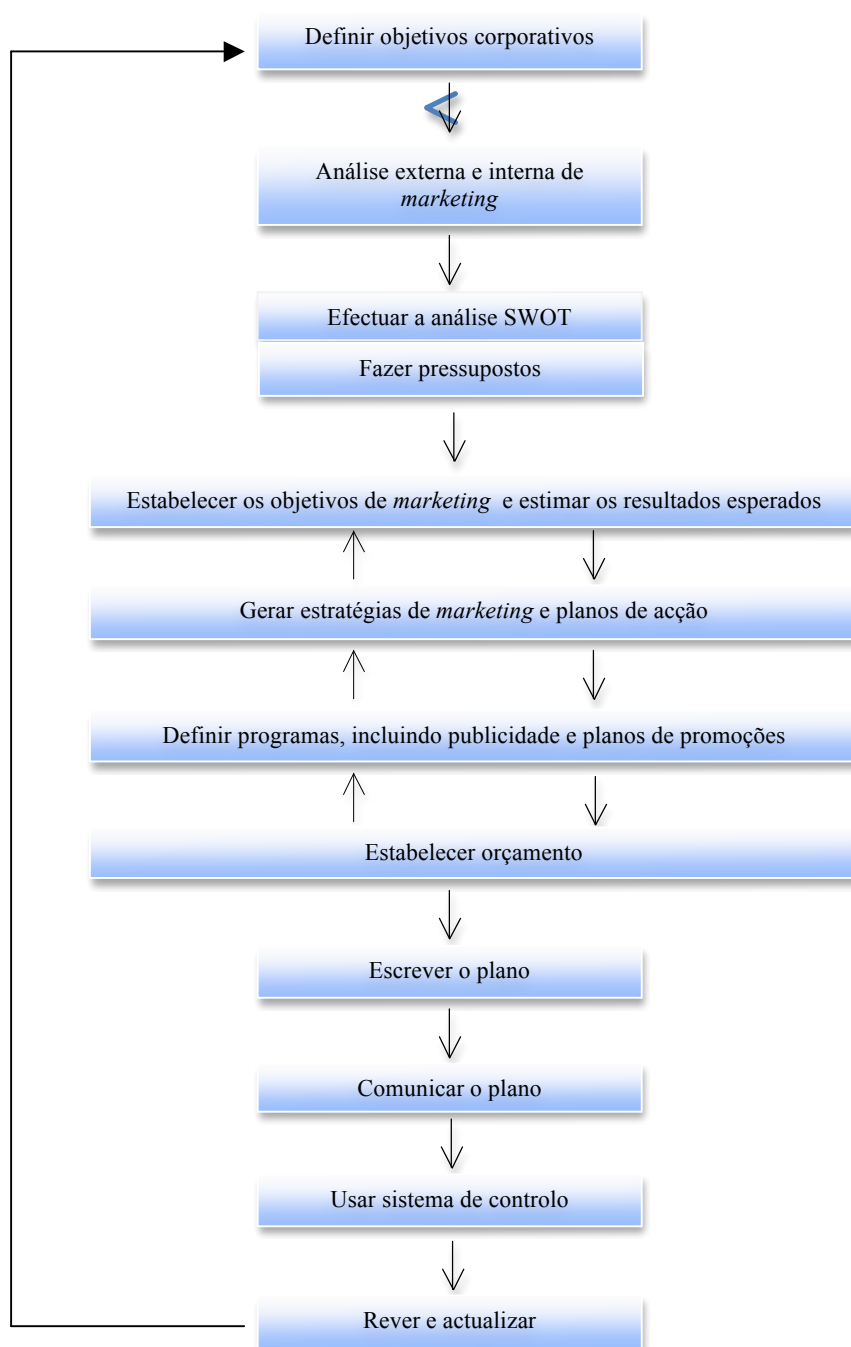 Definir objetivos corporativos
Análise externa e interna de
marketing
Efectuar a análise SWOT
Fazer pressupostos
Estabelecer os objetivos de marketing e estimar os resultados esperados
Gerar estratégias de marketing e planos de acção
Definir programas, incluindo publicidade e planos de promoções
Estabelecer orçamento
Escrever o plano
Comunicar o plano
Usar sistema de controlo
Rever e actualizar